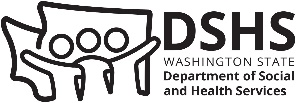 DSHS
WASHINGTON STATE
Department of Social
and Health Services